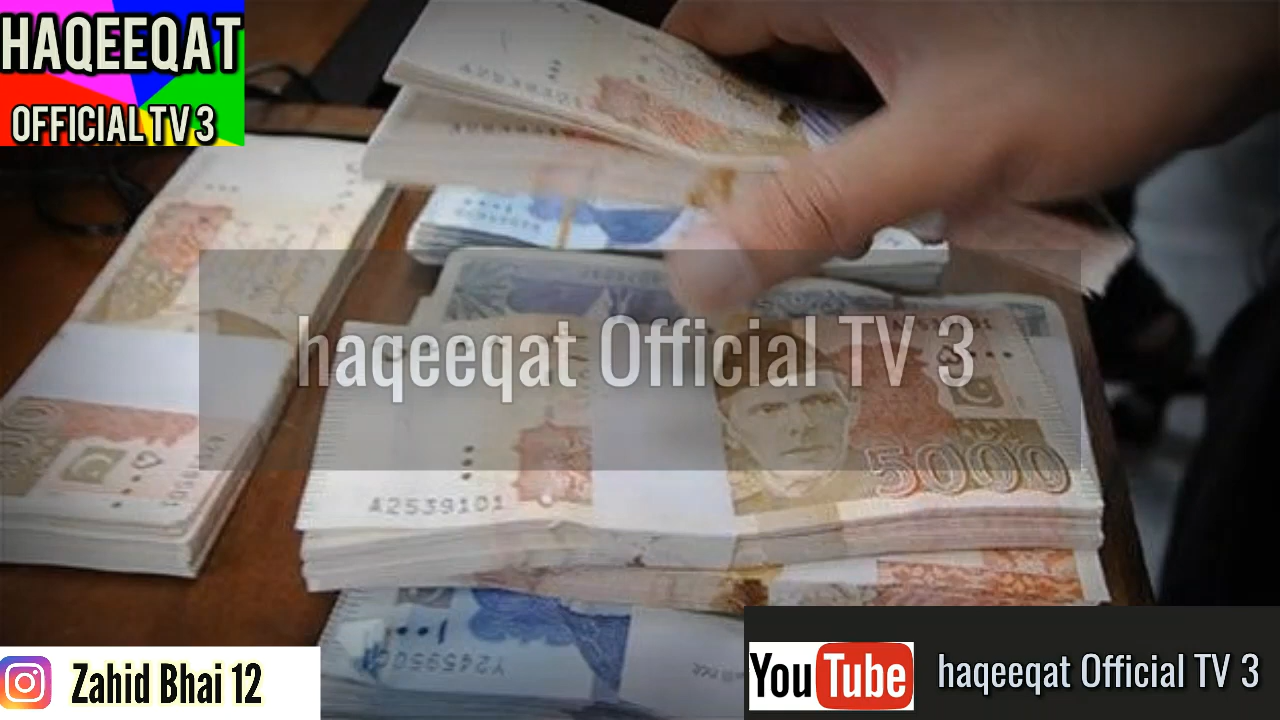 HAQEEQAT
OFFICIAL TV 3
haqeeqat Official TV 3
5000
A2539101
Zahid Bhai 12
YouTube
haqeeqat Official TV 3